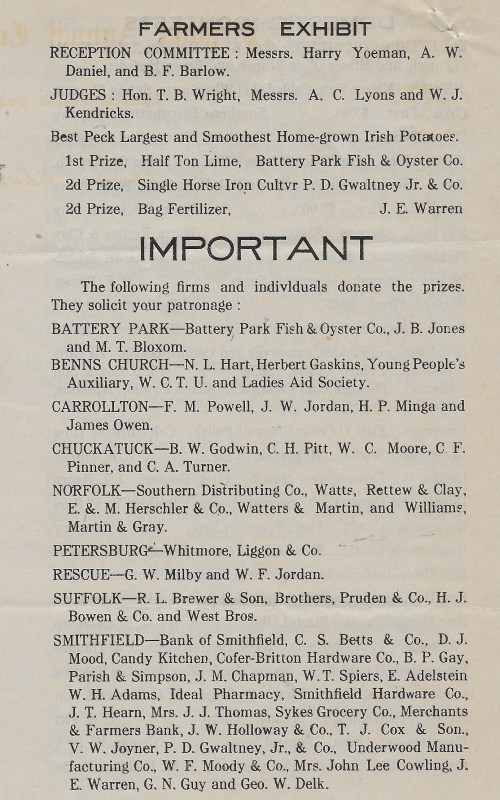 FARMERS EXHIBIT
RECEPTION COMMITTEE : Messrs. Harry Yoeman, A. W.
Daniel, and B. F. Barlow.
JUDGES : Hon. T. B. Wright, Messrs. A. C. Lyons and W. J.
Kendricks.
Best Peck Largest and Smoothest Home-grown Irish Potatoes.
1st Prize, Half Ton Lime, Battery Park Fish & Oyster Co.
2d Prize, Single Horse Iron Cultvr P. D. Gwaltney Jr. & Co.
2d Prize, Bag Fertilizer, J. E. Warren
IMPORTANT
The following firms and indivlduals donate the prizes.
They solicit your patronage :
BATTERY PARK—Battery Park Fish & Oyster Co., J. B. Jones
and M. T. Bloxom.
BENNS CHURCH—N. L. Hart, Herbert Gaskins, Young People's
Auxiliary, W. C. T. U. and Ladies Aid Society.
CARROLLTON—F. M. Powell, J. W. Jordan, H. P. Minga and
James Owen.
CHUCKATUCK—B. W. Godwin, C. H. Pitt, W. C. Moore, C F.
Pinner, and C. A. Turner.
NORFOLK—Southern Distributing Co., Watts, Rettew & Clay,
E. &. M. Herschler & Co., Watters & Martin, and Williams,
Martin & Gray.
PETERSBURG—Whitmore, Liggon & Co.
RESCUE—G. W. Milby and W. F. Jordan.
SUFFOLK—R. L. Brewer & Son, Brothers, Pruden & Co., H. J.
Bowen & Co. and West Bros.
SMITHFIELD—Bank of Smithfield, C. S. Betts & Co., D. J.
Mood, Candy Kitchen, Cofer-Britton Hardware Co., B. P. Gay,
Parish & Simpson, J. M. Chapman, W. T. Spiers, E. Adelstein
W. H. Adams, Ideal Pharmacy, Smithfield Hardware Co.,
J. T. Hearn, Mrs. J. J. Thomas, Sykes Grocery Co., Merchants
& Farmers Bank, J. W. Holloway & Co., T. J. Cox & Son.,
V. W. Joyner, P. D. Gwaltney, Jr., & Co., Underwood Manu-
facturing Co., W. F. Moody & Co., Mrs. John Lee Cowling, J.
E. Warren, G. N. Guy and Geo. W. Delk.